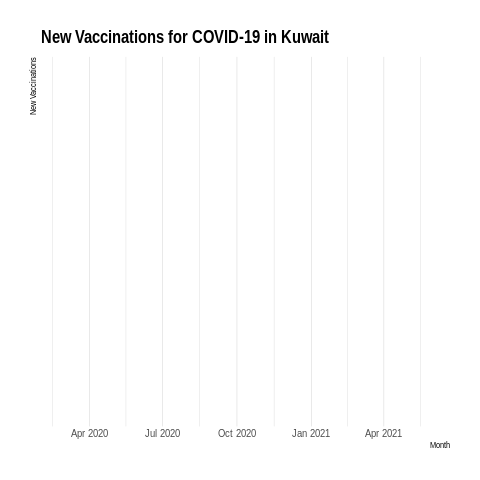 New Vaccinations for COVID-19 in Kuwait
New Vaccinations
Apr 2020 Jul 2020 Oct 2020 Jan 2021 Apr 2021
Month